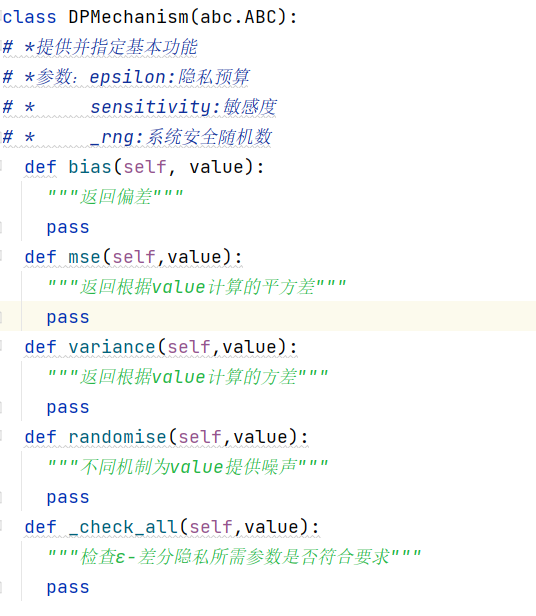 class DPMechanism(abc.ABC):
# *提供并指定基本功能
# *参数：epsilon:隐私预算
# *     sensitivity:敏感度
# *     _rng:系统安全随机数
  def bias(self, value):
    """返回偏差"""
    pass
  def mse(self,value):
    """返回根据value计算的平方差"""
    pass
  def variance(self,value):
    """返回根据value计算的方差"""
    pass
  def randomise(self,value):
    """不同机制为value提供噪声"""
    pass
  def _check_all(self,value):
    """检查ε-差分隐私所需参数是否符合要求"""
    pass